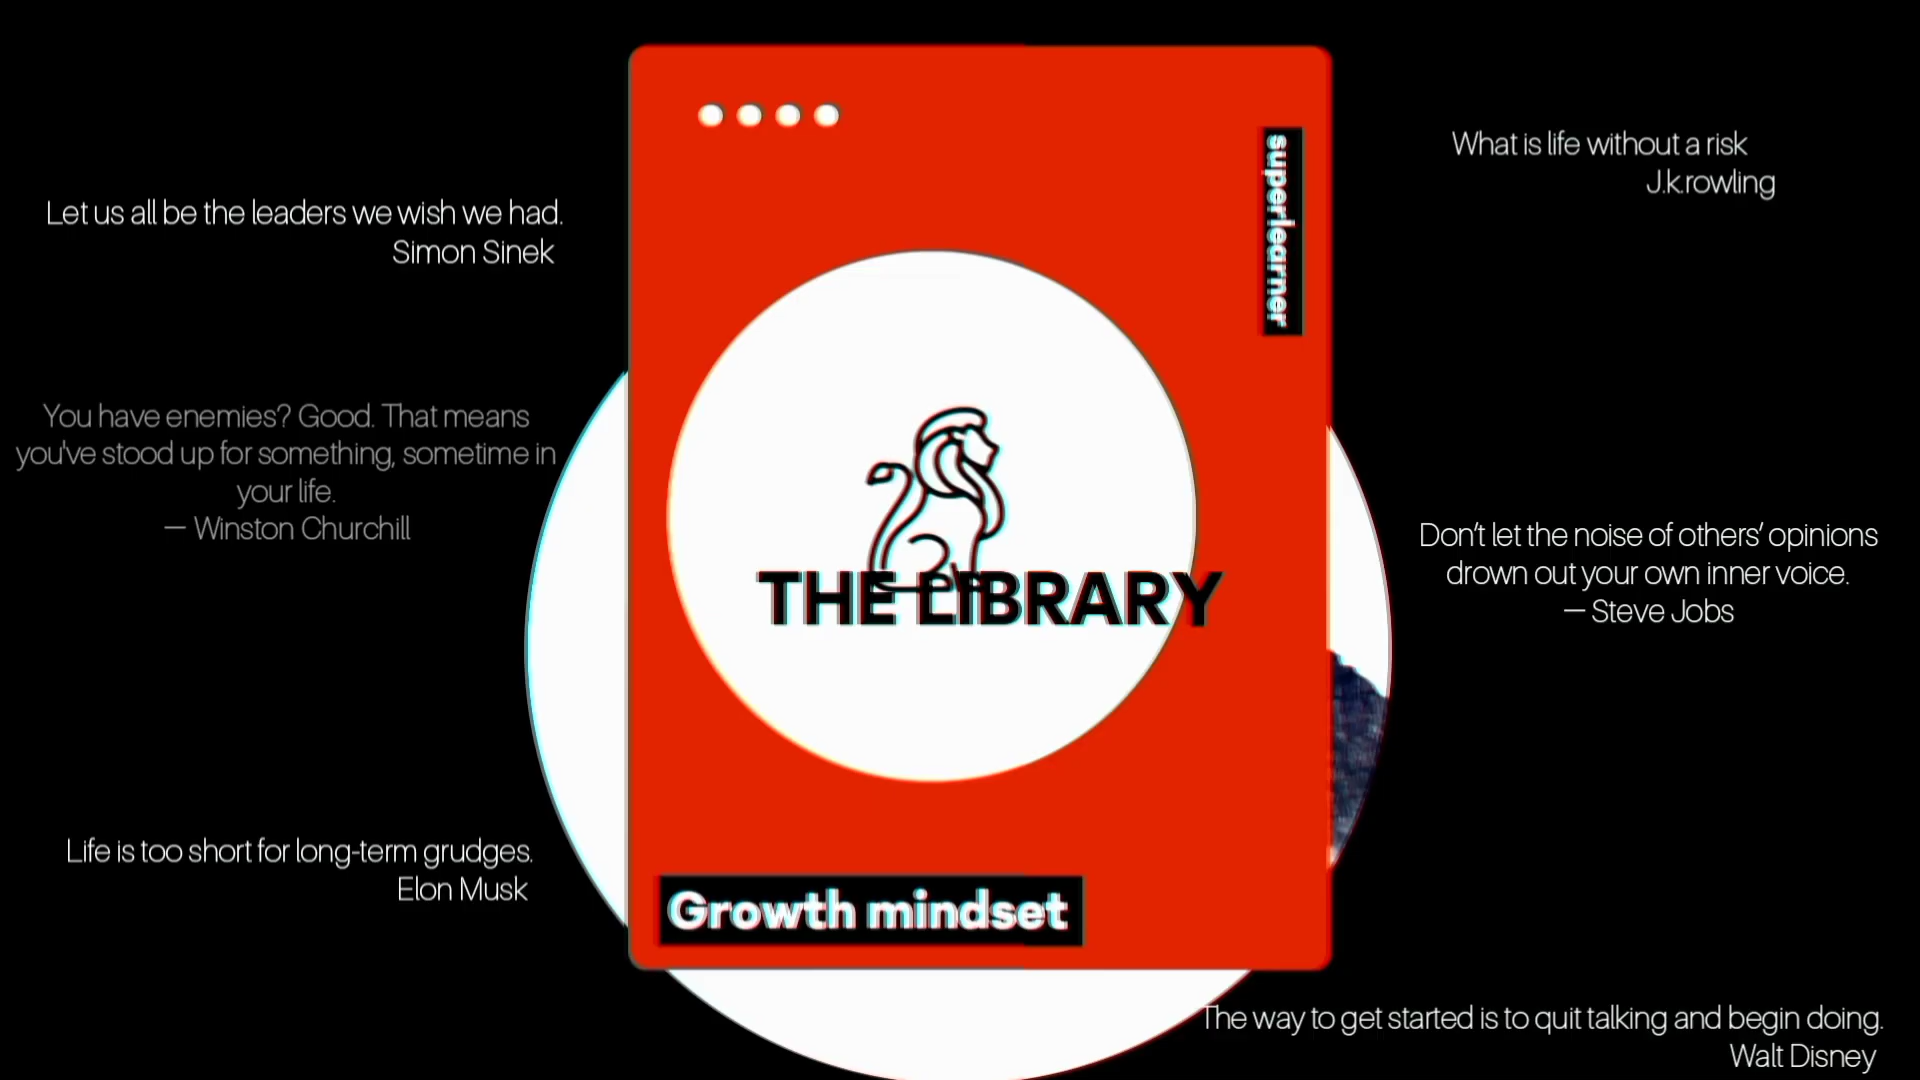 What is life without a risk
J.k.rowling
superlearner
Let us all be the leaders we wish we had.
Simon Sinek
You have enemies? Good. That means
you've stood up for something, sometime in
your life.
— Winston Churchill
Don’t let the noise of others’ opinions
drown out your own inner voice.
— Steve Jobs
THE LIBRARY
Life is too short for long-term grudges.
Elon Musk
Growth mindset
The way to get started is to quit talking and begin doing.
Walt Disney